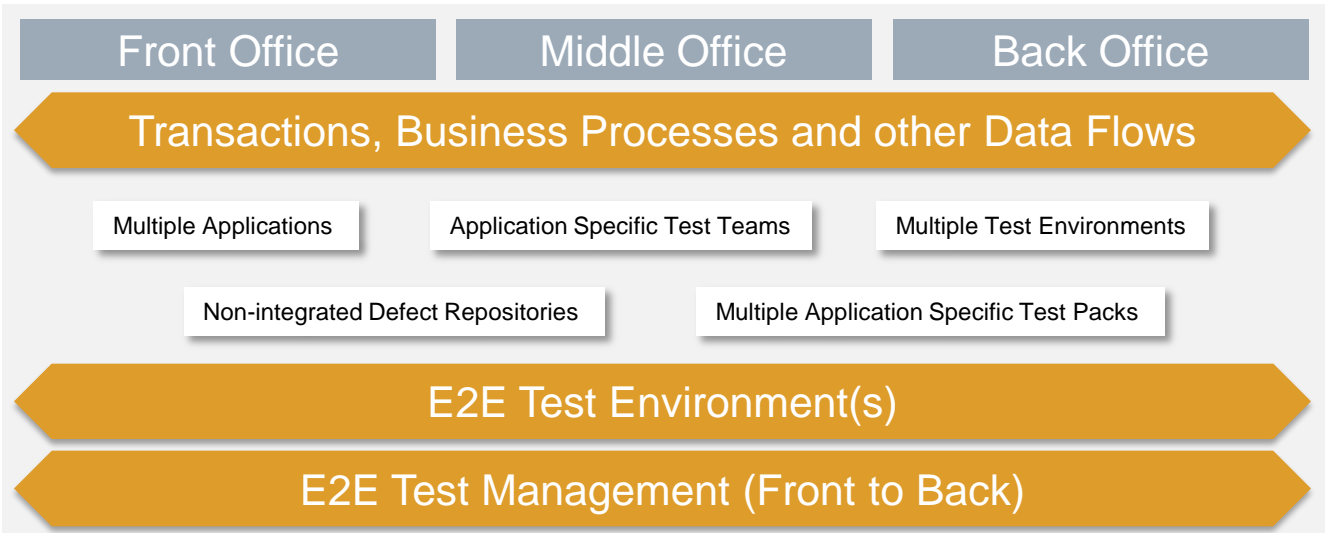 Front Office
Middle Office
Back Office
Transactions, Business Processes and other Data Flows
Multiple Applications
Application Specific Test Teams
Multiple Test Environments
Non-integrated Defect Repositories
Multiple Application Specific Test Packs
E2E Test Environment(s)
E2E Test Management (Front to Back)